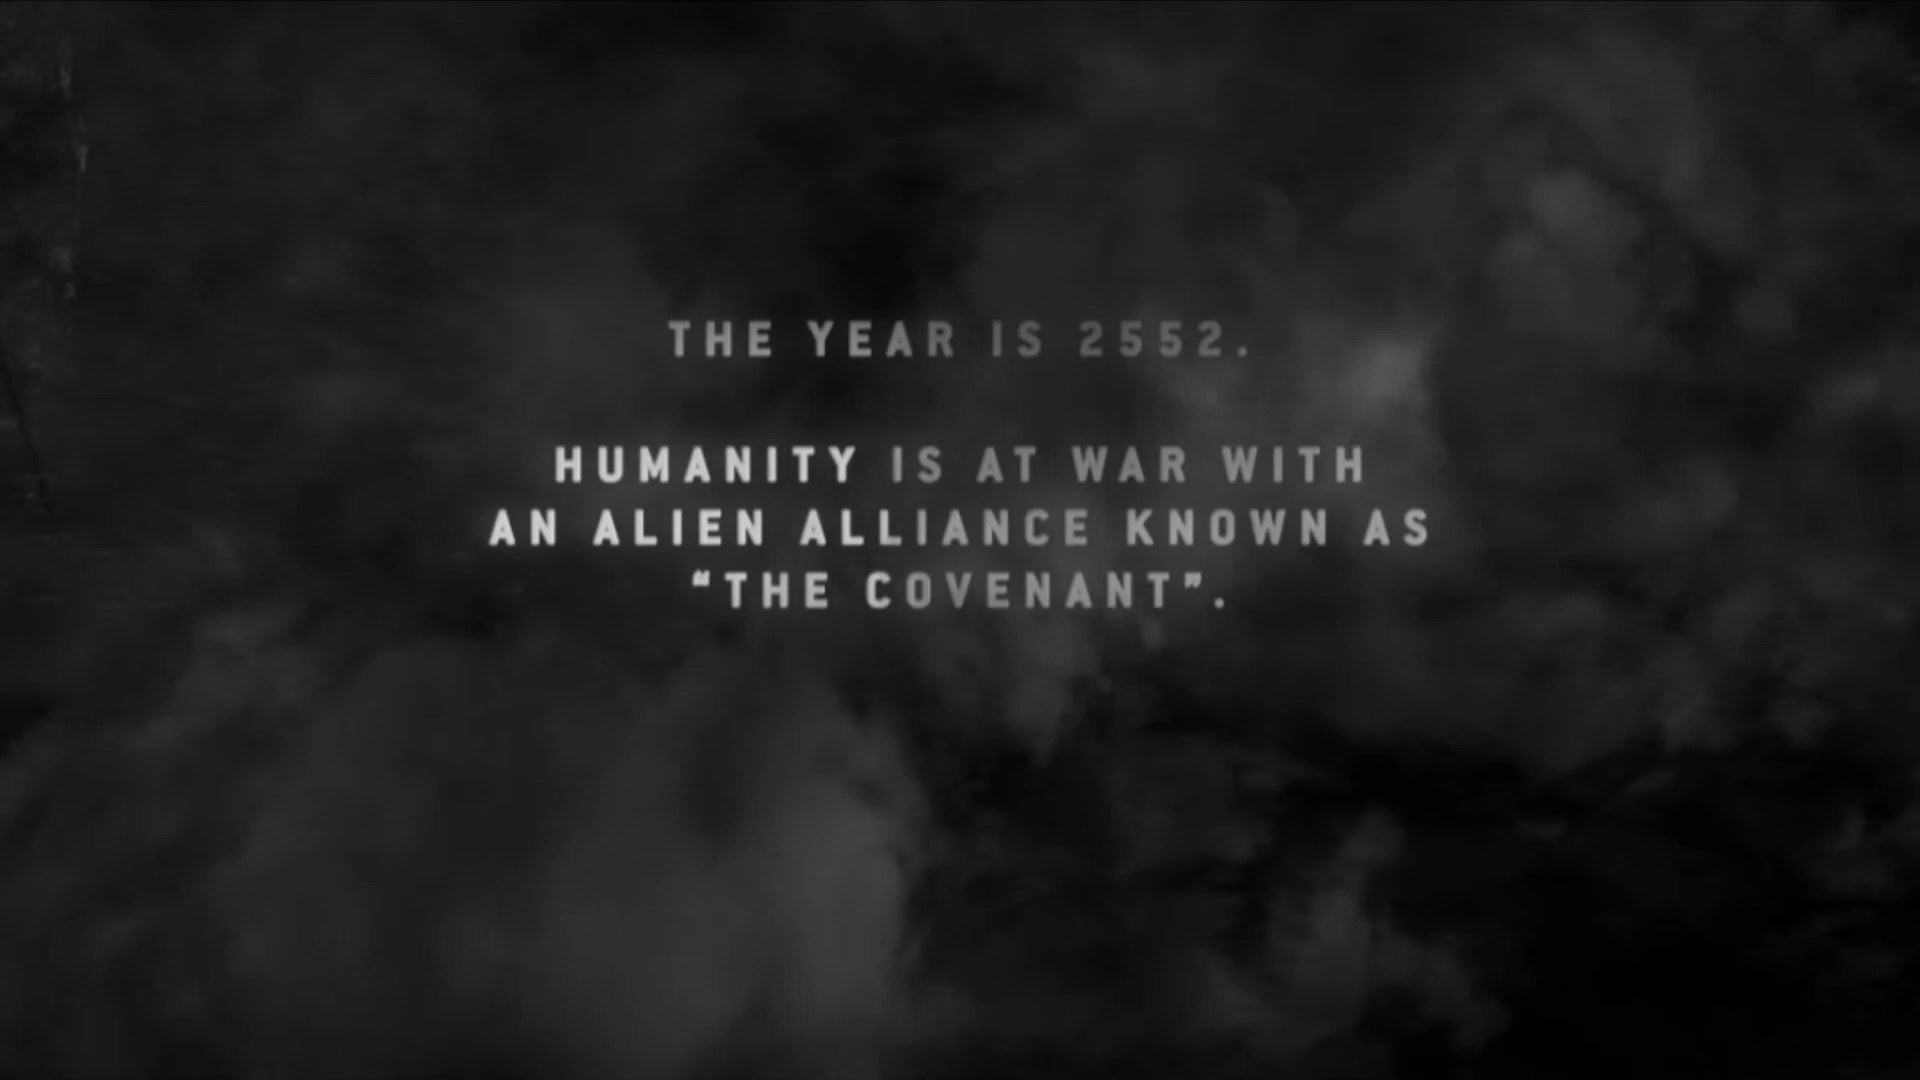 THE YEAR IS 2552.
HUMANITY IS AT WAR WITH
AN ALIEN ALLIANCE KNOWN AS
“THE COVENANT”.